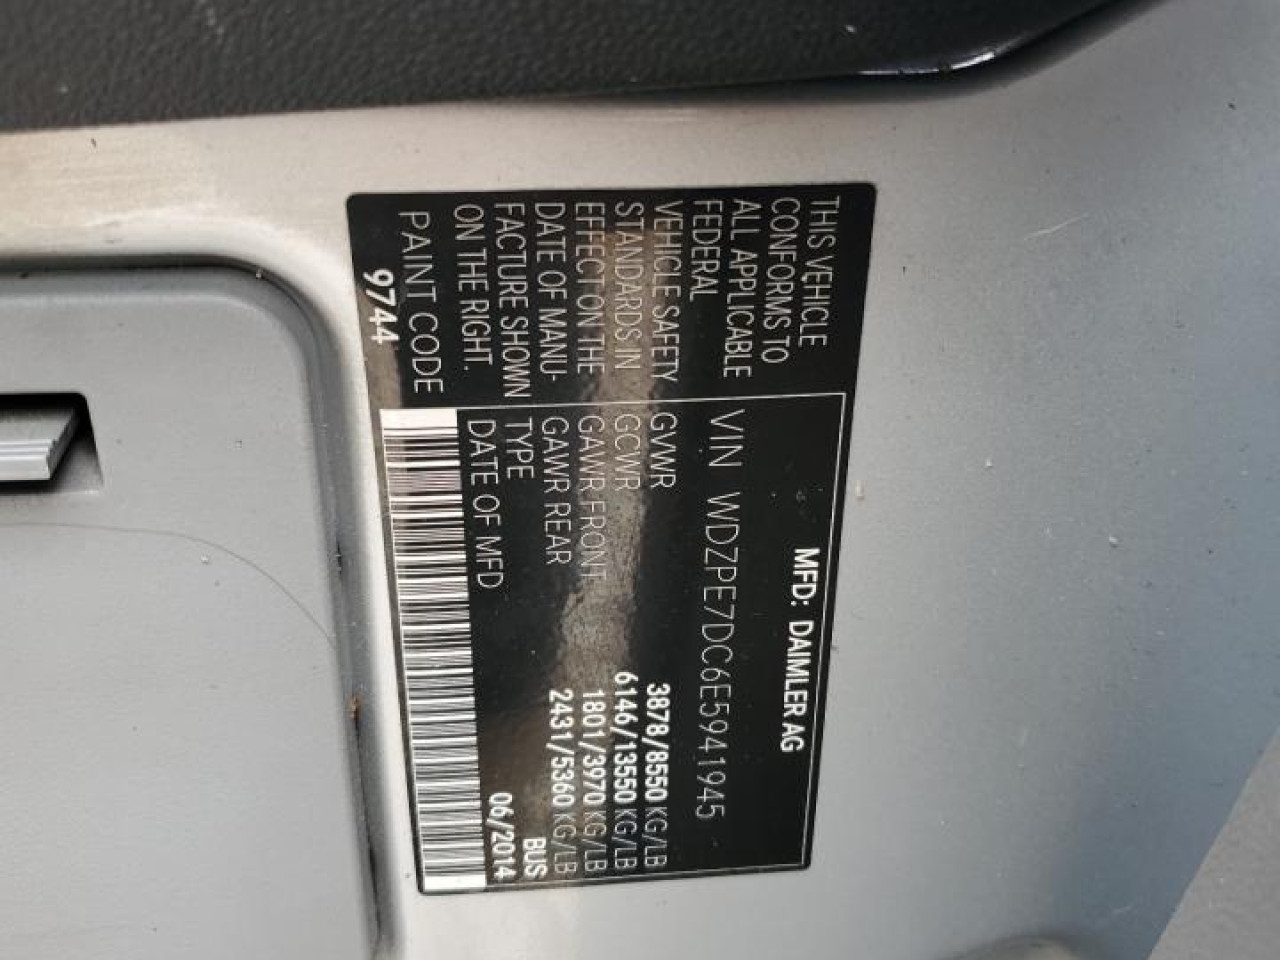 THIS VEHICLE
CONFORMS TO
ALL APPLICABLE
FEDERAL
VEHICLE SAFETY
STANDARDS IN
EFFECT ON THE
DATE OF MANU-
FACTURE SHOWN
ON THE RIGHT.
PAINT CODE
9744
MFD: DAIMLER AG
VIN WDZPE7DC6E5941945
GVWR 3878/8550 KG/LB
GCWR 6146/13550 KG/LB
GAWR FRONT 1801/3970 KG/LB
GAWR REAR 2431/5360 KG/LB
TYPE BUS
DATE OF MFD 06/2014